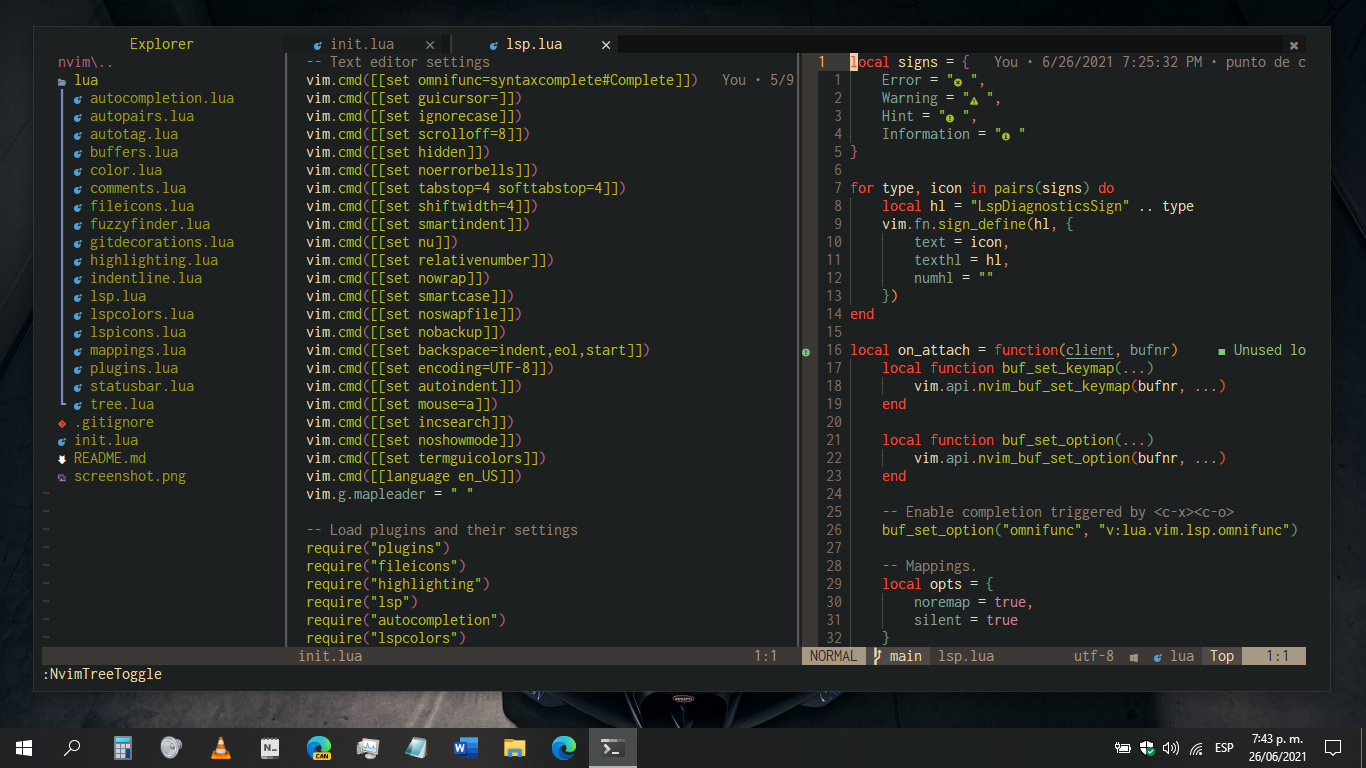 Explorer
nvim\..
lua
autocompletion.lua
autopairs.lua
autotag.lua
buffers.lua
color.lua
comments.lua
fileicons.lua
fuzzyfinder.lua
gitdecorations.lua
highlighting.lua
indentline.lua
lsp.lua
lspcolors.lua
lspicons.lua
mappings.lua
plugins.lua
statusbar.lua
tree.lua
.gitignore
init.lua
README.md
screenshot.png
~
~
~
~
~
~
~
~
~
init.lua ×
lsp.lua ×
-- Text editor settings
vim.cmd([[set omnifunc=syntaxcomplete#Complete]]) You • 5/9
vim.cmd([[set guicursor=]])
vim.cmd([[set ignorecase]])
vim.cmd([[set scrolloff=8]])
vim.cmd([[set hidden]])
vim.cmd([[set noerrorbells]])
vim.cmd([[set tabstop=4 softtabstop=4]])
vim.cmd([[set shiftwidth=4]])
vim.cmd([[set smartindent]])
vim.cmd([[set nu]])
vim.cmd([[set relativenumber]])
vim.cmd([[set nowrap]])
vim.cmd([[set smartcase]])
vim.cmd([[set noswapfile]])
vim.cmd([[set nobackup]])
vim.cmd([[set backspace=indent,eol,start]])
vim.cmd([[set encoding=UTF-8]])
vim.cmd([[set autoindent]])
vim.cmd([[set mouse=a]])
vim.cmd([[set incsearch]])
vim.cmd([[set noshowmode]])
vim.cmd([[set termguicolors]])
vim.cmd([[language en_US]])
vim.g.mapleader = " "

-- Load plugins and their settings
require("plugins")
require("fileicons")
require("highlighting")
require("lsp")
require("autocompletion")
require("lspcolors")
1 local signs = { You • 6/26/2021 7:25:32 PM • punto de c
1 Error = " ",
2 Warning = " ",
3 Hint = " ",
4 Information = " "
5 }
6
7 for type, icon in pairs(signs) do
8 local hl = "LspDiagnosticsSign" .. type
9 vim.fn.sign_define(hl, {
10 text = icon,
11 texthl = hl,
12 numhl = ""
13 })
14 end
15
16 local on_attach = function(client, bufnr) ■ Unused lo
17 local function buf_set_keymap(...)
18 vim.api.nvim_buf_set_keymap(bufnr, ...)
19 end
20
21 local function buf_set_option(...)
22 vim.api.nvim_buf_set_option(bufnr, ...)
23 end
24
25 -- Enable completion triggered by <c-x><c-o>
26 buf_set_option("omnifunc", "v:lua.vim.lsp.omnifunc")
27
28 -- Mappings.
29 local opts = {
30 noremap = true,
31 silent = true
32 }
init.lua 1:1
NORMAL main lsp.lua utf-8 lua Top 1:1
:NvimTreeToggle
CAN
ESP
7:43 p. m.
26/06/2021